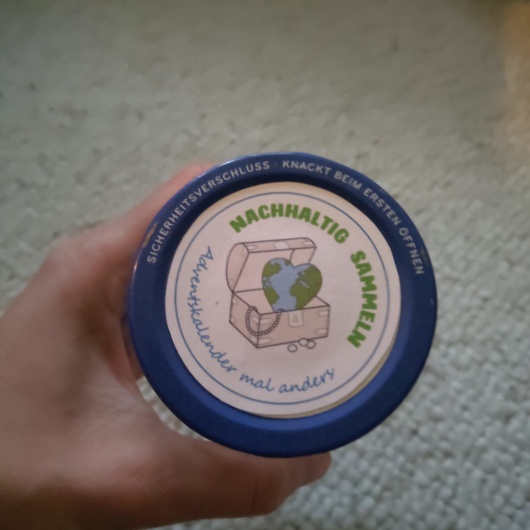 SICHERHEITSVERSCHLUSS · KNACKT BEIM ERSTEN ÖFFNEN
NACHHALTIG SAMMELN
Adventskalender mal anders